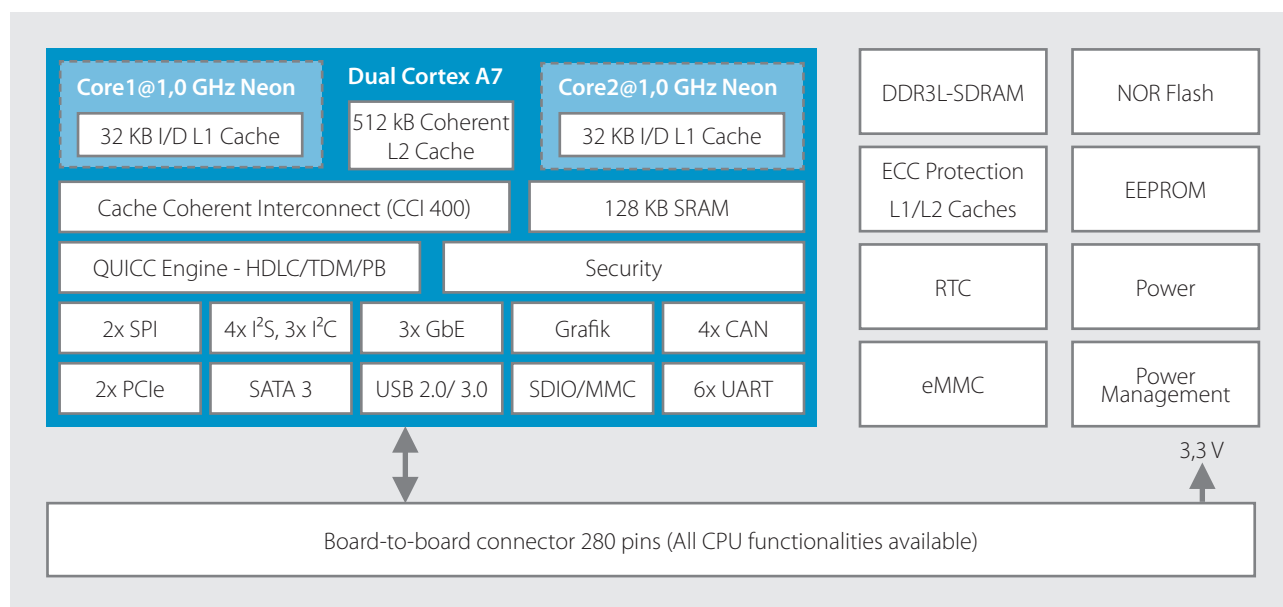 Core1@1,0 GHz Neon
32 KB I/D L1 Cache
Dual Cortex A7
512 kB Coherent
L2 Cache
Core2@1,0 GHz Neon
32 KB I/D L1 Cache
Cache Coherent Interconnect (CCI 400)
128 KB SRAM
QUICC Engine - HDLC/TDM/PB
Security
2x SPI
4x I²S, 3x I²C
3x GbE
Grafik
4x CAN
2x PCIe
SATA 3
USB 2.0/ 3.0
SDIO/MMC
6x UART
DDR3L-SDRAM
NOR Flash
ECC Protection
L1/L2 Caches
EEPROM
RTC
Power
eMMC
Power
Management
3,3 V
Board-to-board connector 280 pins (All CPU functionalities available)